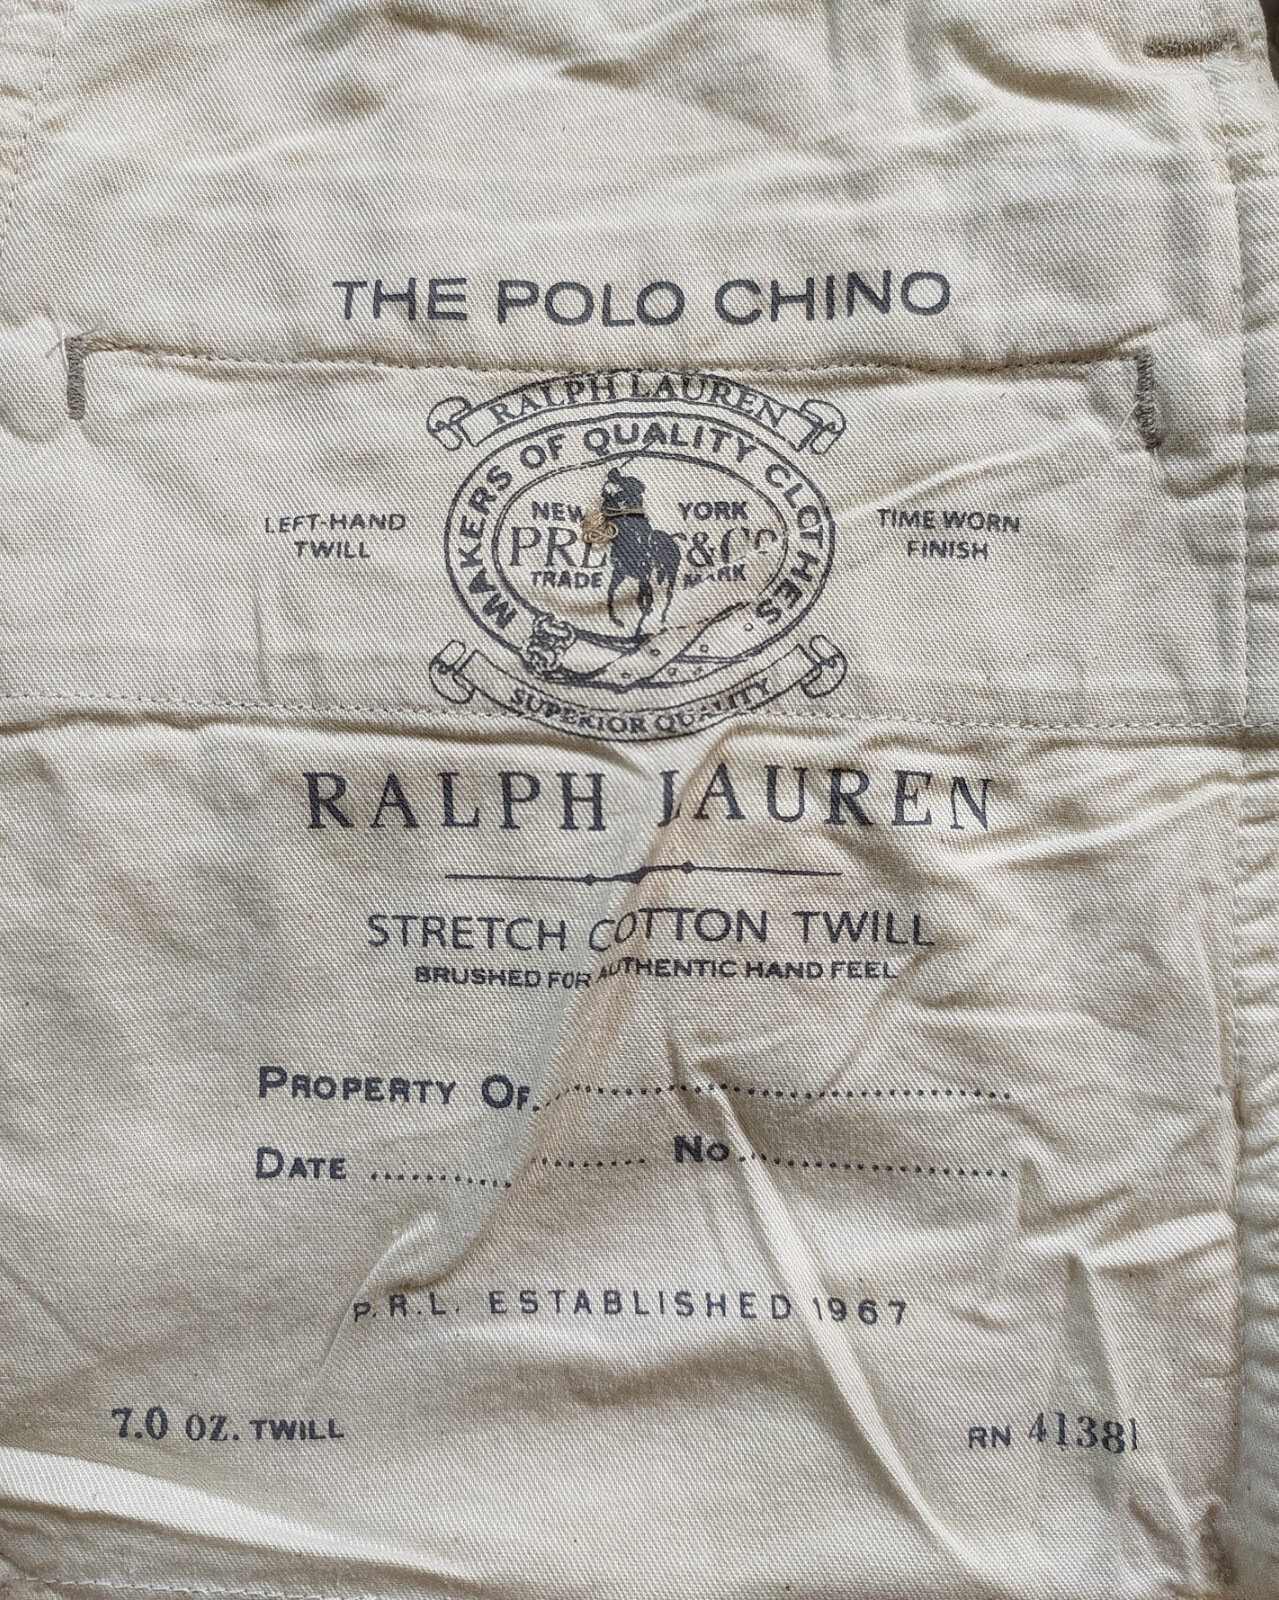 THE POLO CHINO
RALPH LAUREN
MAKERS OF QUALITY CLOTHES
LEFT-HAND
TWILL
NEW YORK
PRL &Co
TRADE MARK
TIME WORN
FINISH
SUPERIOR QUALITY
RALPH LAUREN
STRETCH COTTON TWILL
BRUSHED FOR AUTHENTIC HAND FEEL
PROPERTY OF
DATE No
P.R.L. ESTABLISHED 1967
7.0 OZ. TWILL
RN 41381